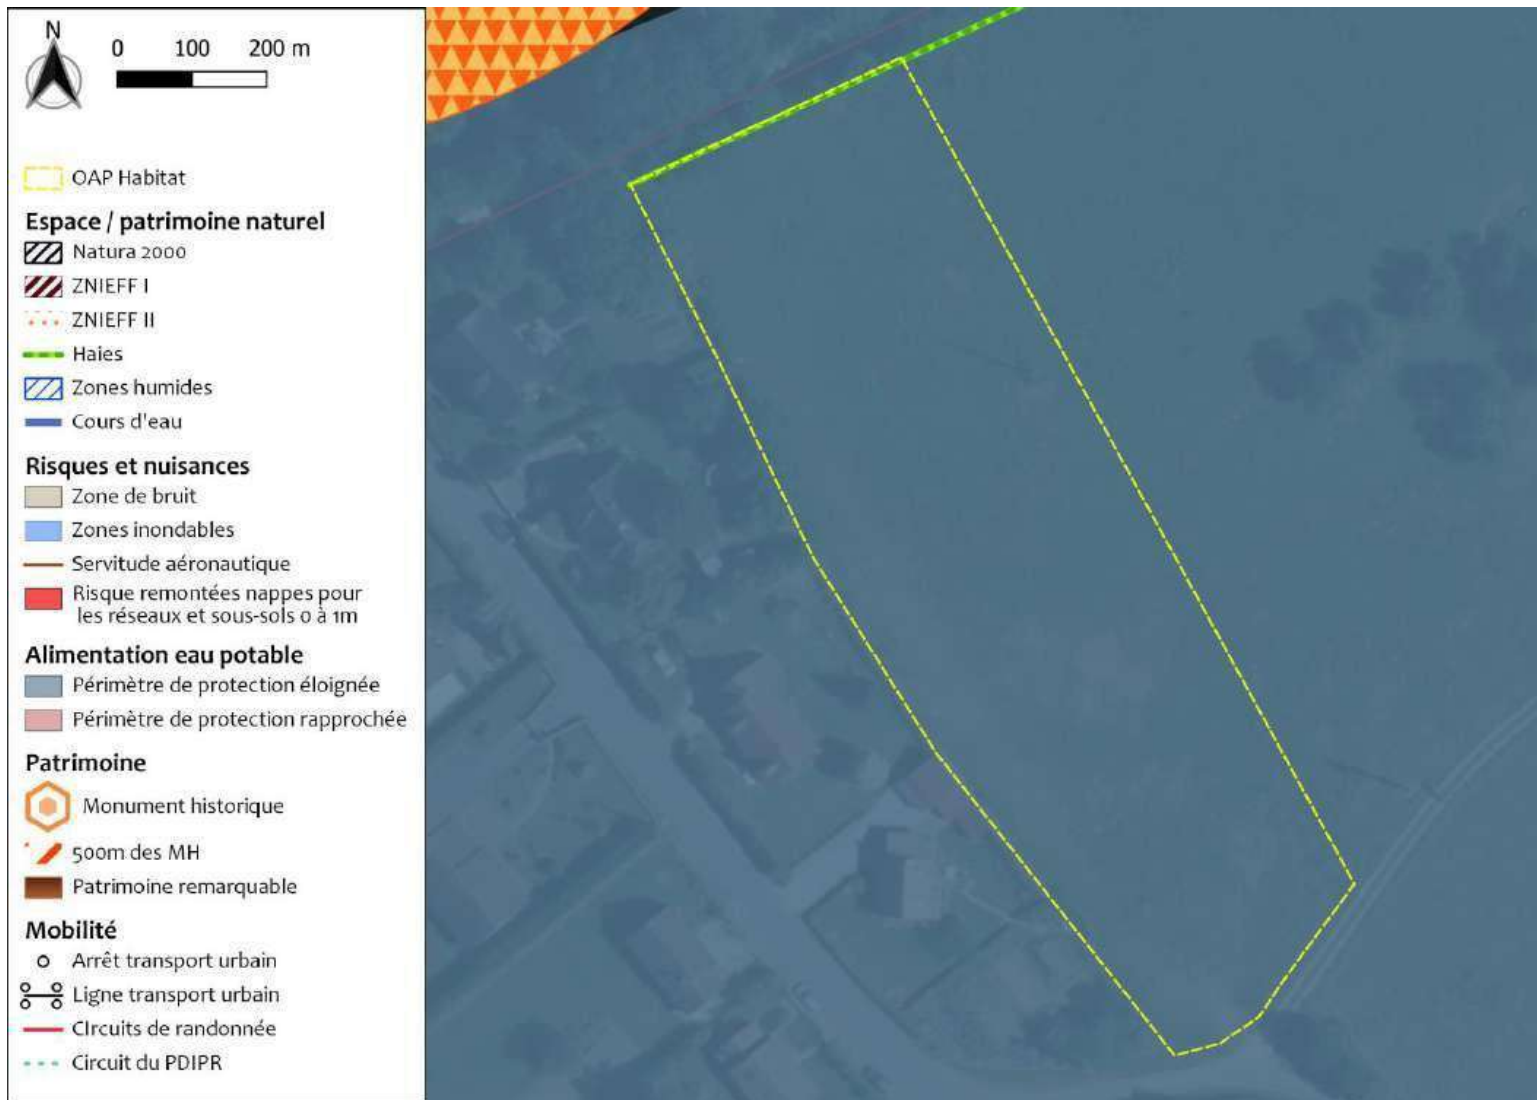 N
0 100 200 m
OAP Habitat
Espace / patrimoine naturel
Natura 2000
ZNIEFF I
ZNIEFF II
Haies
Zones humides
Cours d'eau
Risques et nuisances
Zone de bruit
Zones inondables
Servitude aéronautique
Risque remontées nappes pour
les réseaux et sous-sols 0 à 1m
Alimentation eau potable
Périmètre de protection éloignée
Périmètre de protection rapprochée
Patrimoine
Monument historique
500m des MH
Patrimoine remarquable
Mobilité
Arrêt transport urbain
Ligne transport urbain
CIrcuits de randonnée
Circuit du PDIPR